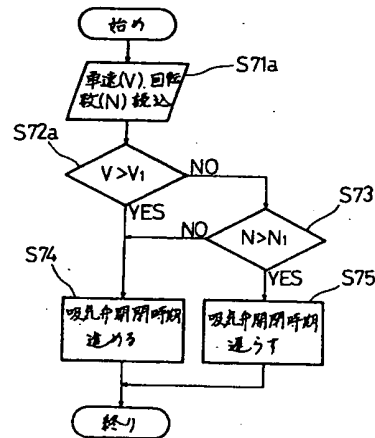 始め
S71a
車速(V).回転
数(N)読込
S72a
V>V1
NO
S73
YES
NO
N>N1
S74
YES
S75
吸気弁開閉時期
進める
吸気弁開閉時期
遅らす
終り